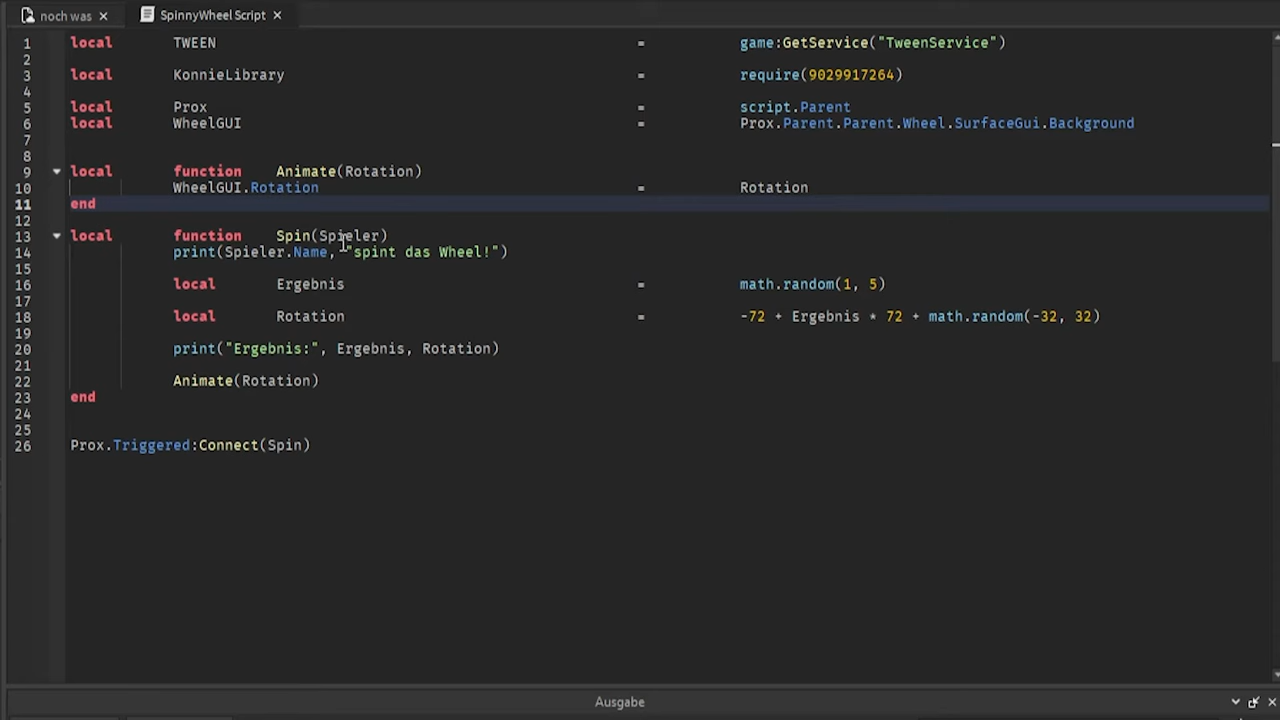 noch was
SpinnyWheel Script
1 local TWEEN = game:GetService("TweenService")
2
3 local KonnieLibrary = require(9029917264)
4
5 local Prox = script.Parent
6 local WheelGUI = Prox.Parent.Parent.Wheel.SurfaceGui.Background
7
8
9 local function Animate(Rotation)
10 WheelGUI.Rotation = Rotation
11 end
12
13 local function Spin(Spieler)
14 print(Spieler.Name, "spint das Wheel!")
15
16 local Ergebnis = math.random(1, 5)
17
18 local Rotation = -72 + Ergebnis * 72 + math.random(-32, 32)
19
20 print("Ergebnis:", Ergebnis, Rotation)
21
22 Animate(Rotation)
23 end
24
25
26 Prox.Triggered:Connect(Spin)
Ausgabe